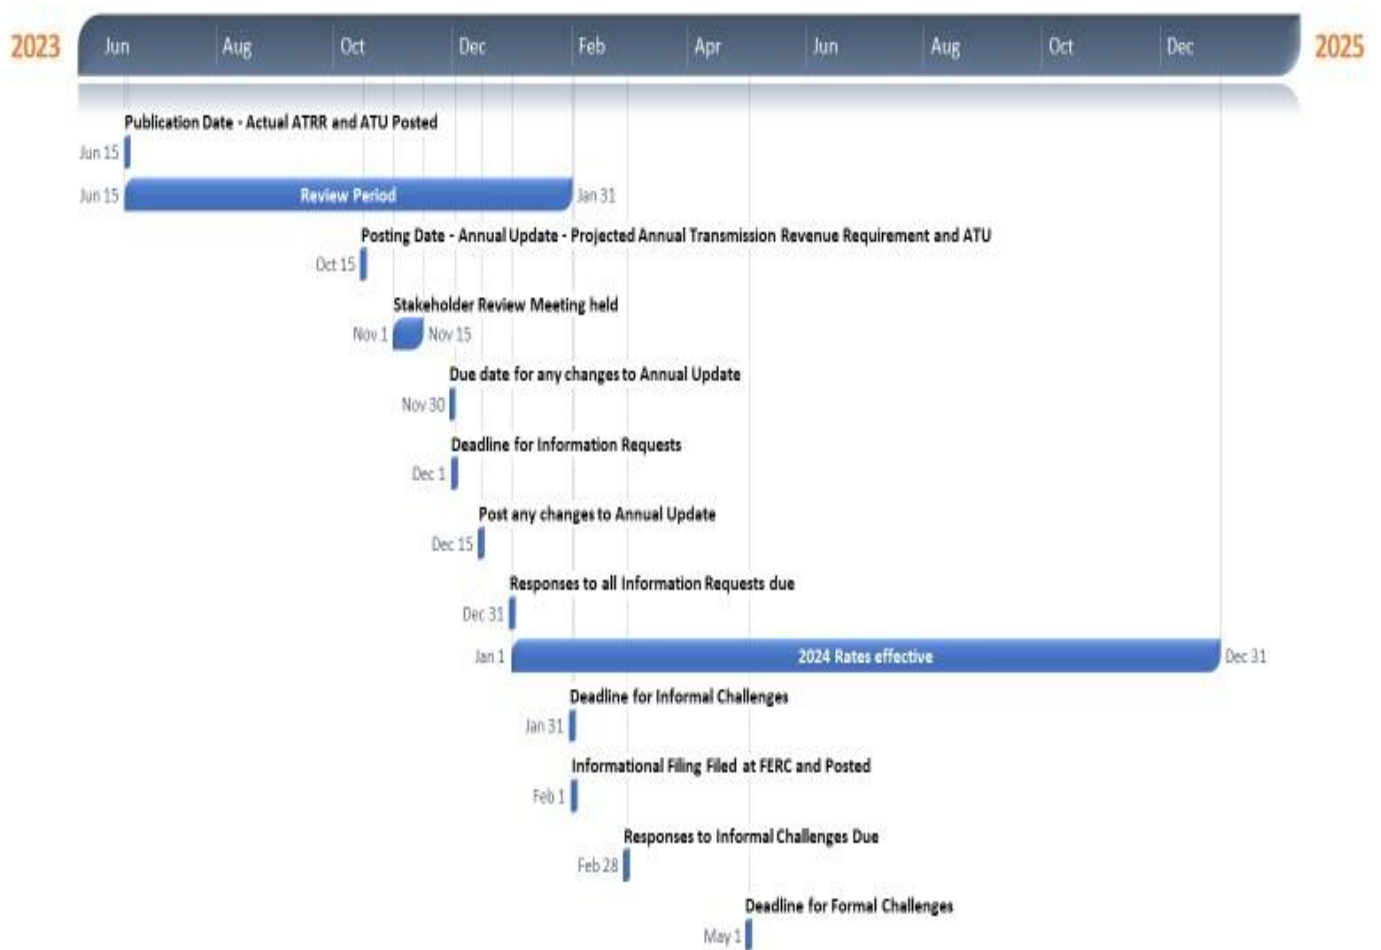 2023 Jun Aug Oct Dec Feb Apr Jun Aug Oct Dec 2025
Publication Date - Actual ATRR and ATU Posted
Jun 15
Jun 15 Review Period Jan 31
Posting Date - Annual Update - Projected Annual Transmission Revenue Requirement and ATU
Oct 15
Stakeholder Review Meeting held
Nov 1 Nov 15
Due date for any changes to Annual Update
Nov 30
Deadline for Information Requests
Dec 1
Post any changes to Annual Update
Dec 15
Responses to all Information Requests due
Dec 31
Jan 1 2024 Rates effective Dec 31
Deadline for Informal Challenges
Jan 31
Informational Filing Filed at FERC and Posted
Feb 1
Responses to Informal Challenges Due
Feb 28
Deadline for Formal Challenges
May 1